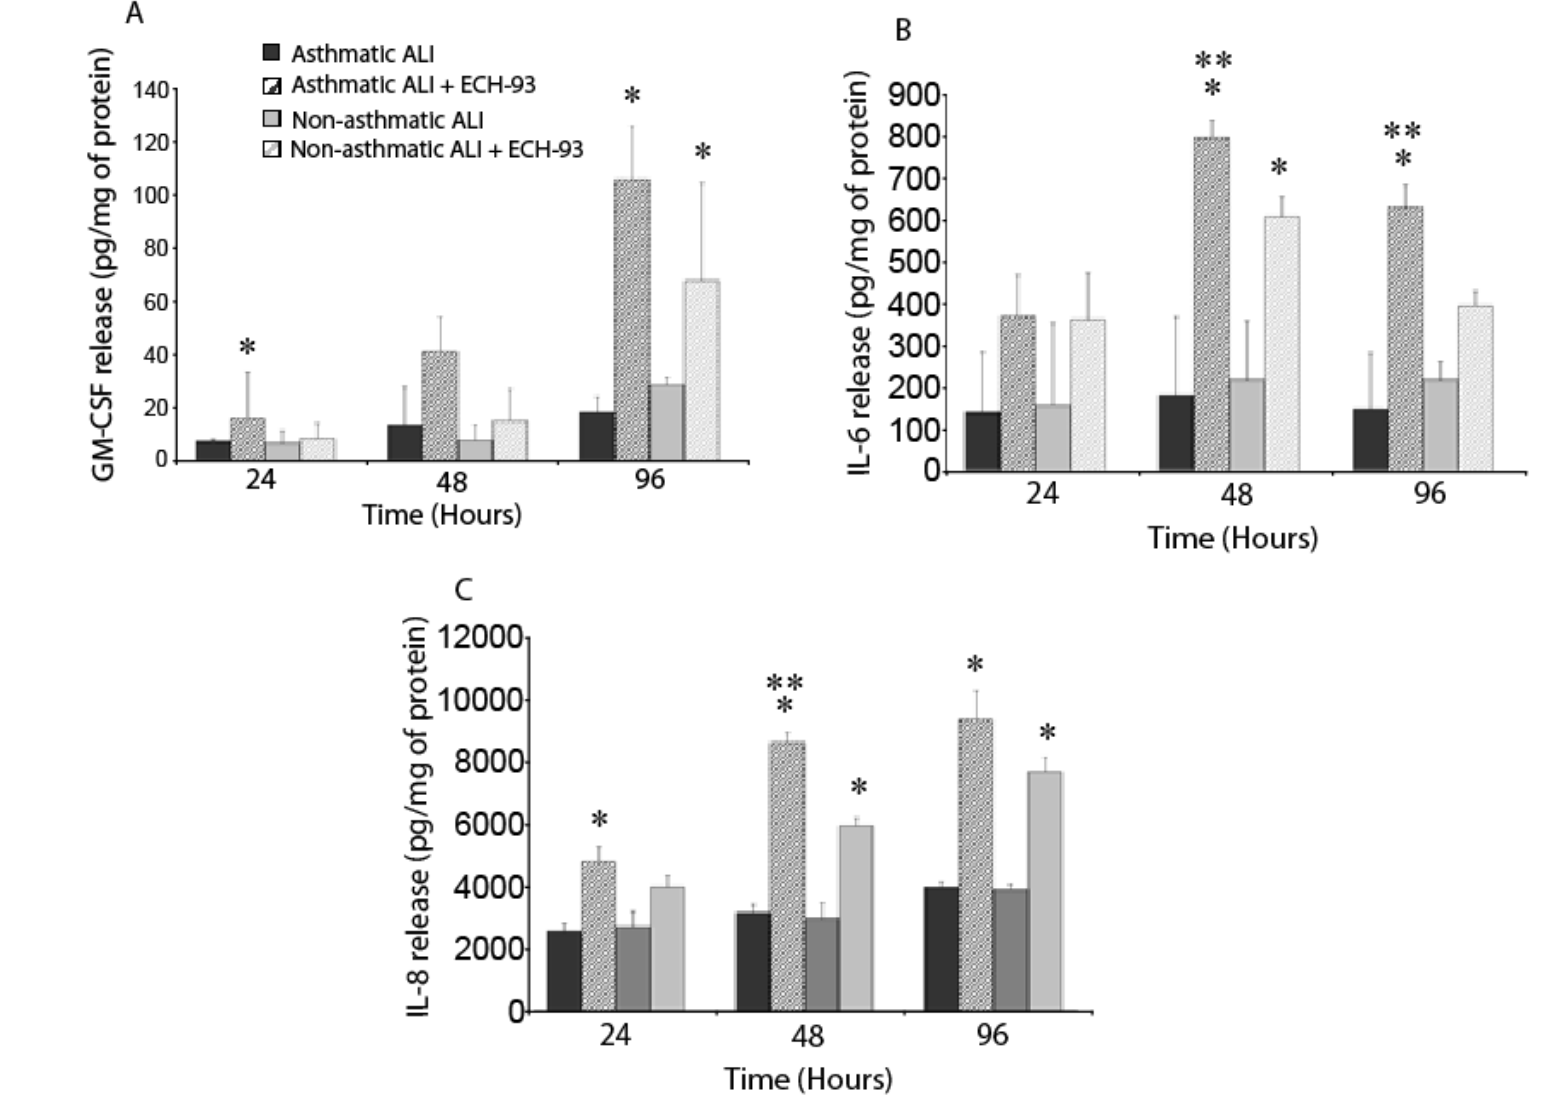 A
Asthmatic ALI
Asthmatic ALI + ECH-93
Non-asthmatic ALI
Non-asthmatic ALI + ECH-93
GM-CSF release (pg/mg of protein)
140
120
100
80
60
40
20
0
*
*
*
24 48 96
Time (Hours)
B
IL-6 release (pg/mg of protein)
900
800
700
600
500
400
300
200
100
0
**
*
*
**
*
24 48 96
Time (Hours)
C
IL-8 release (pg/mg of protein)
12000
10000
8000
6000
4000
2000
0
*
**
*
*
*
*
24 48 96
Time (Hours)